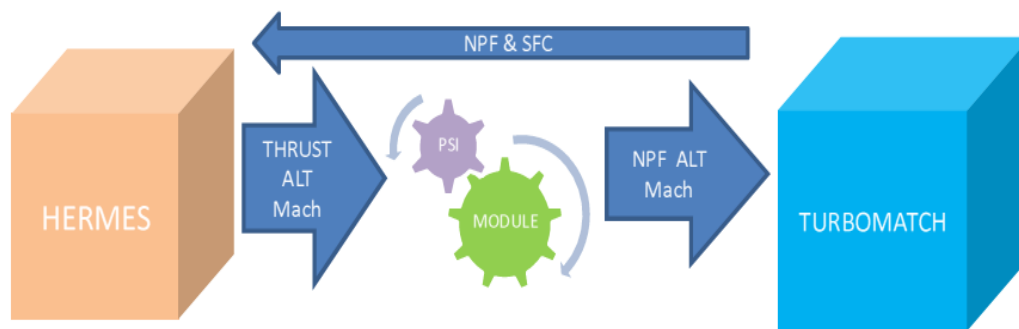 NPF & SFC
THRUST
ALT
Mach
PSI
NPF ALT
Mach
HERMES
MODULE
TURBOMATCH